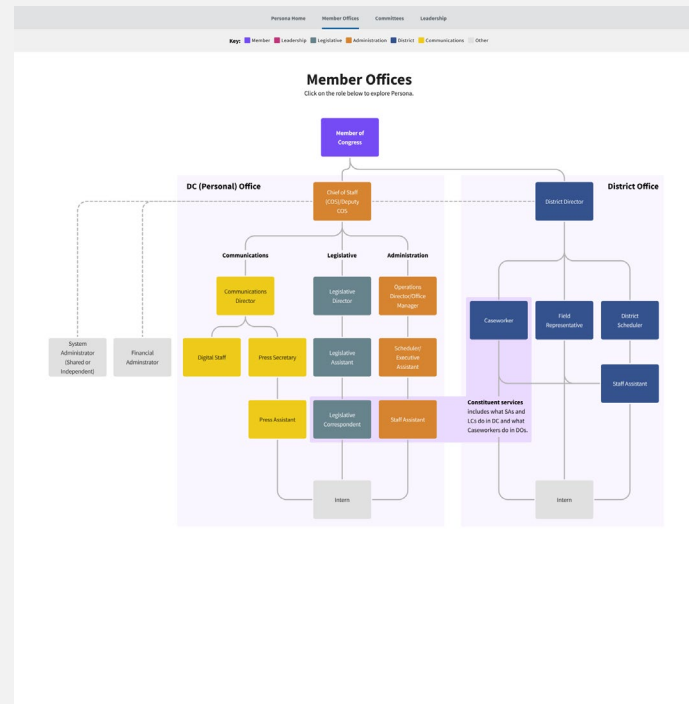 Persona Home Member Offices Committees Leadership
Key: Member Leadership Legislative Administration District Communications Other
Member Offices
Click on the role below to explore Persona.
Member of
Congress
DC (Personal) Office
Chief of Staff
(COS)/Deputy
COS
District Office
District Director
Communications
Legislative
Administration
Communications
Director
Legislative
Director
Operations
Director/Office
Manager
Caseworker
Field
Representative
District
Scheduler
System
Administrator
(Shared or
Independent)
Financial
Adminstrator
Digital Staff
Press Secretary
Legislative
Assistant
Scheduler/
Executive
Assistant
Staff Assistant
Press Assistant
Legislative
Correspondent
Staff Assistant
Constituent services
includes what SAs and
LCs do in DC and what
Caseworkers do in DOs.
Intern
Intern